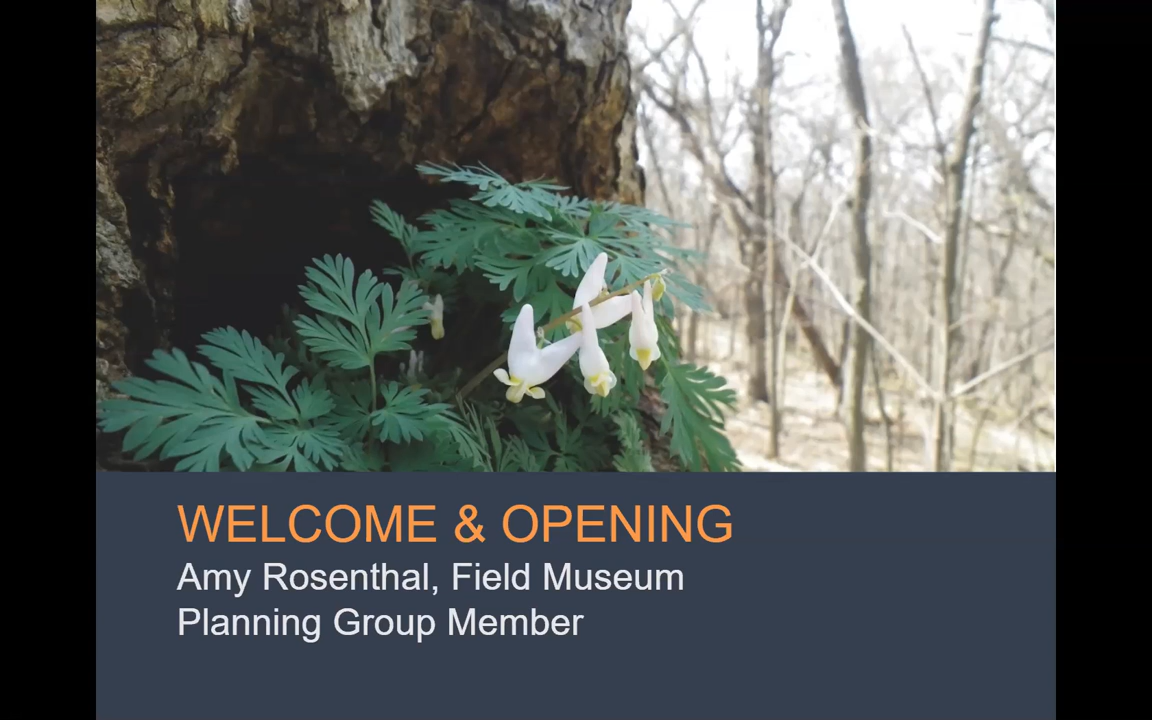 WELCOME & OPENING
Amy Rosenthal, Field Museum
Planning Group Member